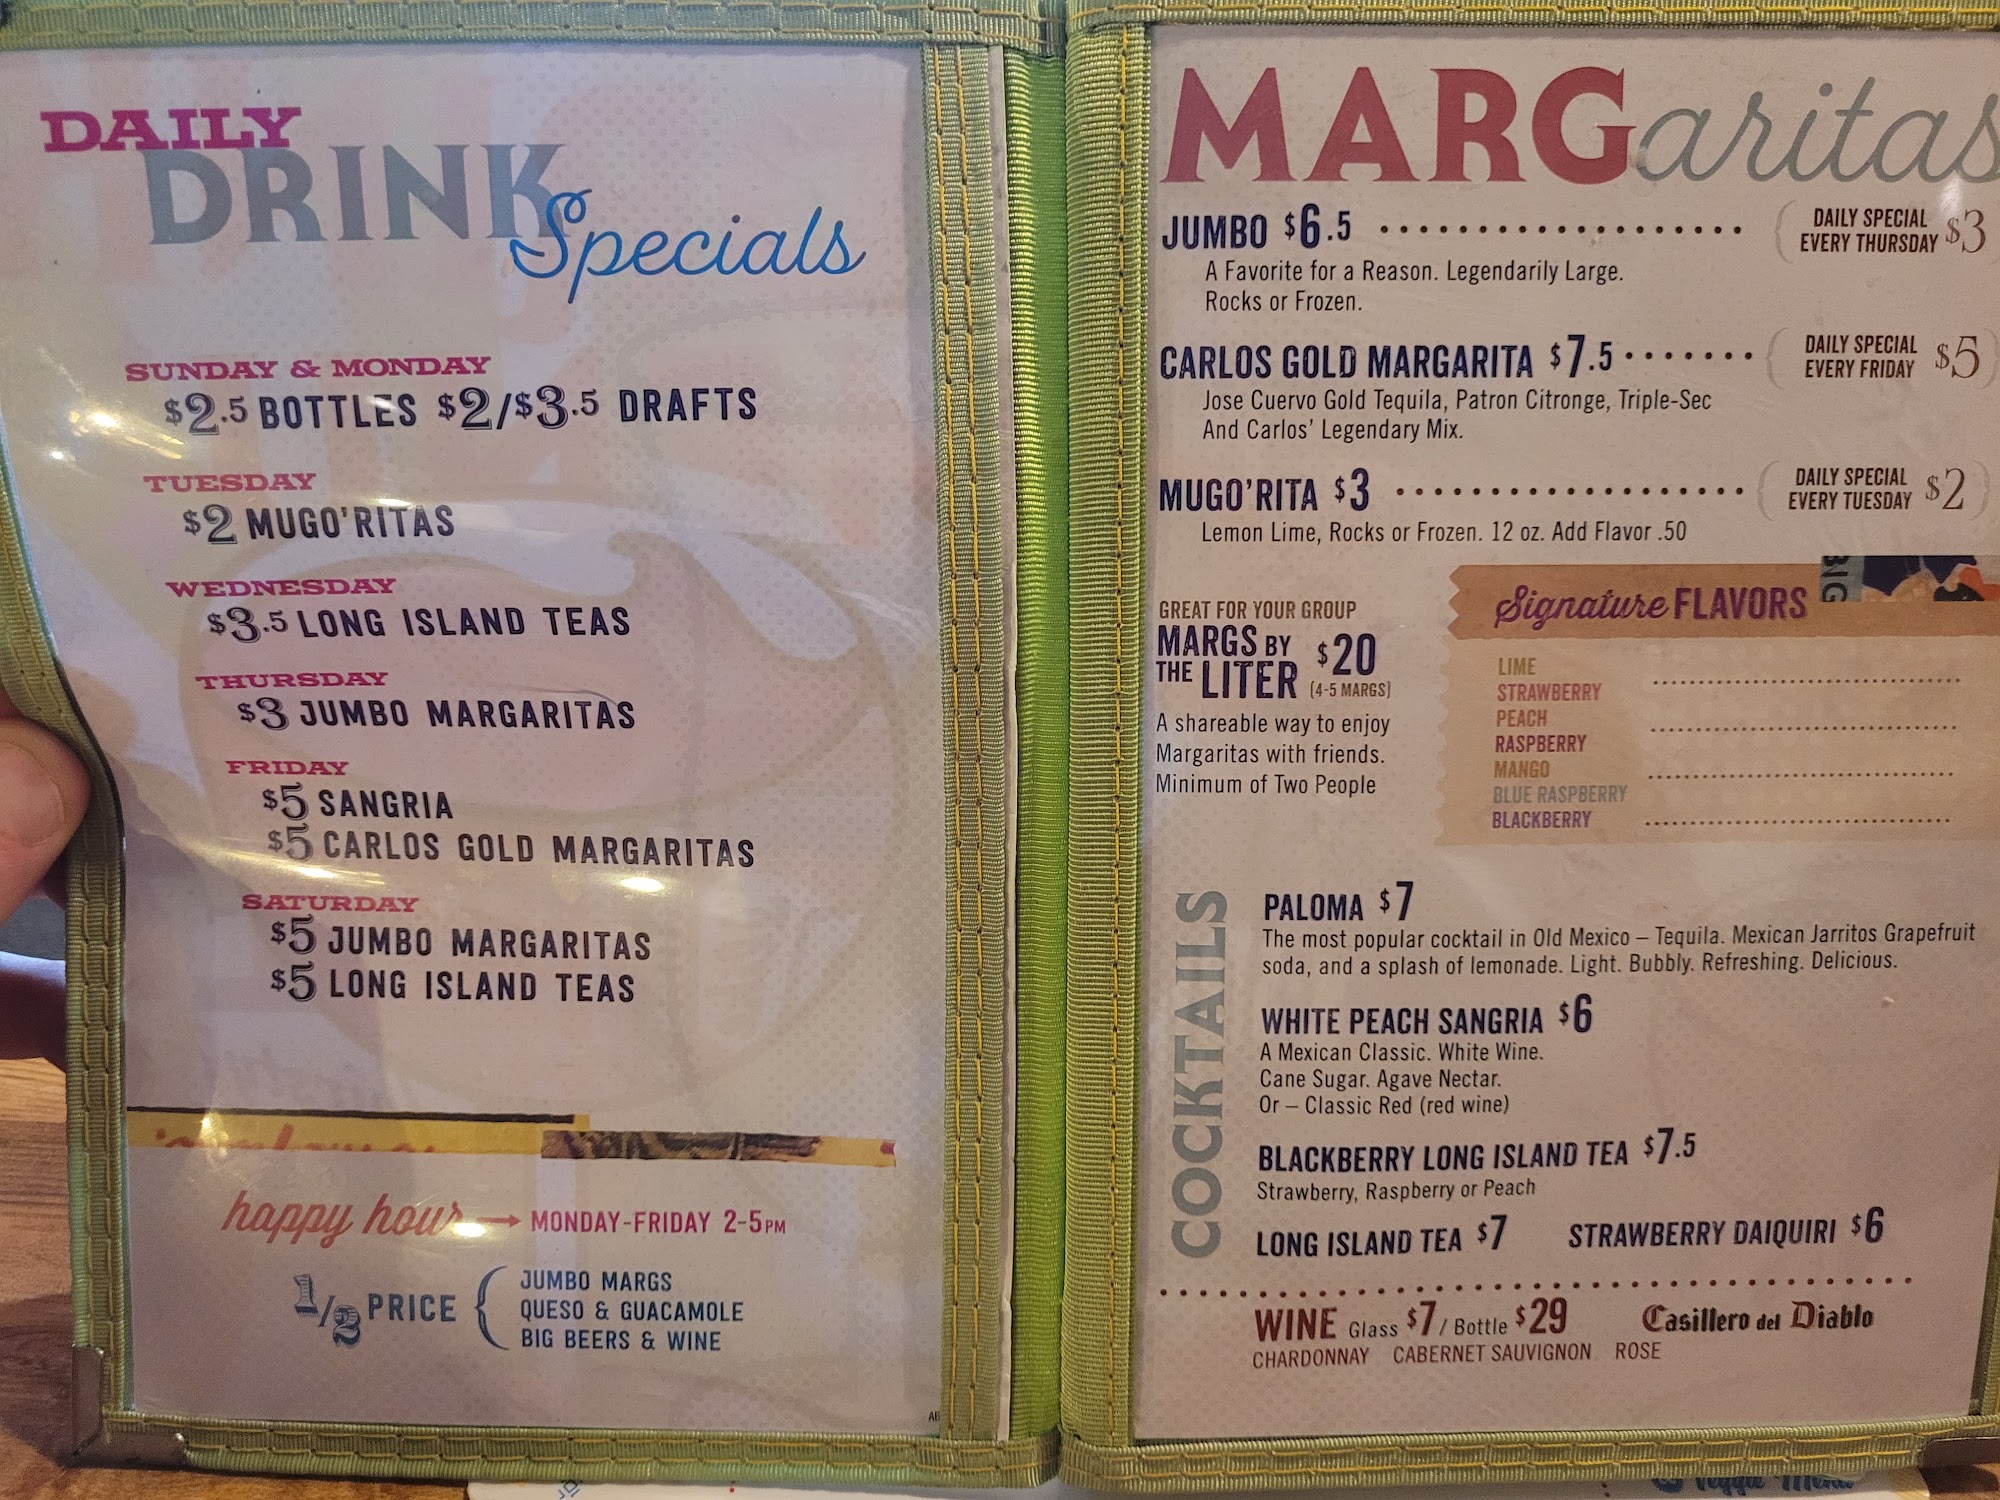 DAILY
DRINK
Specials
SUNDAY & MONDAY
$2.5 BOTTLES $2/$3.5 DRAFTS
TUESDAY
$2 MUGO'RITAS
WEDNESDAY
$3.5 LONG ISLAND TEAS
THURSDAY
$3 JUMBO MARGARITAS
FRIDAY
$5 SANGRIA
$5 CARLOS GOLD MARGARITAS
SATURDAY
$5 JUMBO MARGARITAS
$5 LONG ISLAND TEAS
happy hour → MONDAY-FRIDAY 2-5PM
1/2 PRICE
JUMBO MARGS
QUESO & GUACAMOLE
BIG BEERS & WINE
MARGaritas
JUMBO $6.5 DAILY SPECIAL EVERY THURSDAY $3
A Favorite for a Reason. Legendarily Large.
Rocks or Frozen.
CARLOS GOLD MARGARITA $7.5 DAILY SPECIAL EVERY FRIDAY $5
Jose Cuervo Gold Tequila, Patron Citronge, Triple-Sec
And Carlos' Legendary Mix.
MUGO'RITA $3 DAILY SPECIAL EVERY TUESDAY $2
Lemon Lime, Rocks or Frozen. 12 oz. Add Flavor .50
GREAT FOR YOUR GROUP
MARGS BY
THE LITER $20
(4-5 MARGS)
A shareable way to enjoy
Margaritas with friends.
Minimum of Two People
Signature FLAVORS
BIG
LIME
STRAWBERRY
PEACH
RASPBERRY
MANGO
BLUE RASPBERRY
BLACKBERRY
COCKTAILS
PALOMA $7
The most popular cocktail in Old Mexico – Tequila. Mexican Jarritos Grapefruit
soda, and a splash of lemonade. Light. Bubbly. Refreshing. Delicious.
WHITE PEACH SANGRIA $6
A Mexican Classic. White Wine.
Cane Sugar. Agave Nectar.
Or – Classic Red (red wine)
BLACKBERRY LONG ISLAND TEA $7.5
Strawberry, Raspberry or Peach
LONG ISLAND TEA $7 STRAWBERRY DAIQUIRI $6
WINE Glass $7 / Bottle $29 Casillero del Diablo
CHARDONNAY CABERNET SAUVIGNON ROSE
Veggie Menu